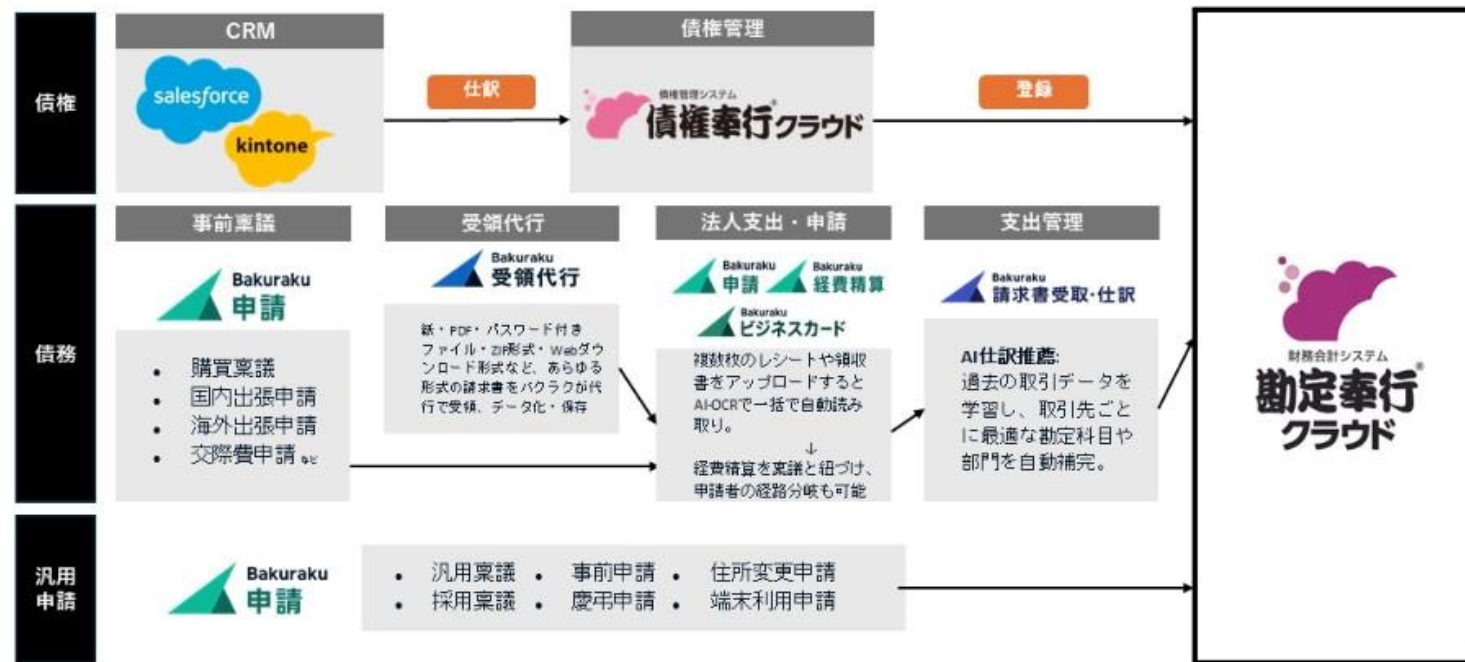 債権
CRM
salesforce
kintone
仕訳
債権管理
債権管理システム
債権奉行クラウド
登録
債務
事前稟議
Bakuraku
申請
• 購買稟議
• 国内出張申請
• 海外出張申請
• 交際費申請 など
受領代行
Bakuraku
受領代行
紙・PDF・パスワード付き
ファイル・ZIP形式・Webダウ
ンロード形式など、あらゆる
形式の請求書をバクラクが代
行で受領、データ化・保存
法人支出・申請
Bakuraku
申請
Bakuraku
経費精算
Bakuraku
ビジネスカード
複数枚のレシートや領収
書をアップロードすると
AI-OCRで一括で自動読み
取り。
↓
経費精算を稟議と紐づけ、
申請者の経路分岐も可能
支出管理
Bakuraku
請求書受取・仕訳
AI仕訳推薦:
過去の取引データを
学習し、取引先ごと
に最適な勘定科目や
部門を自動補完。
財務会計システム
勘定奉行®
クラウド
汎用
申請
Bakuraku
申請
• 汎用稟議 • 事前申請 • 住所変更申請
• 採用稟議 • 慶弔申請 • 端末利用申請